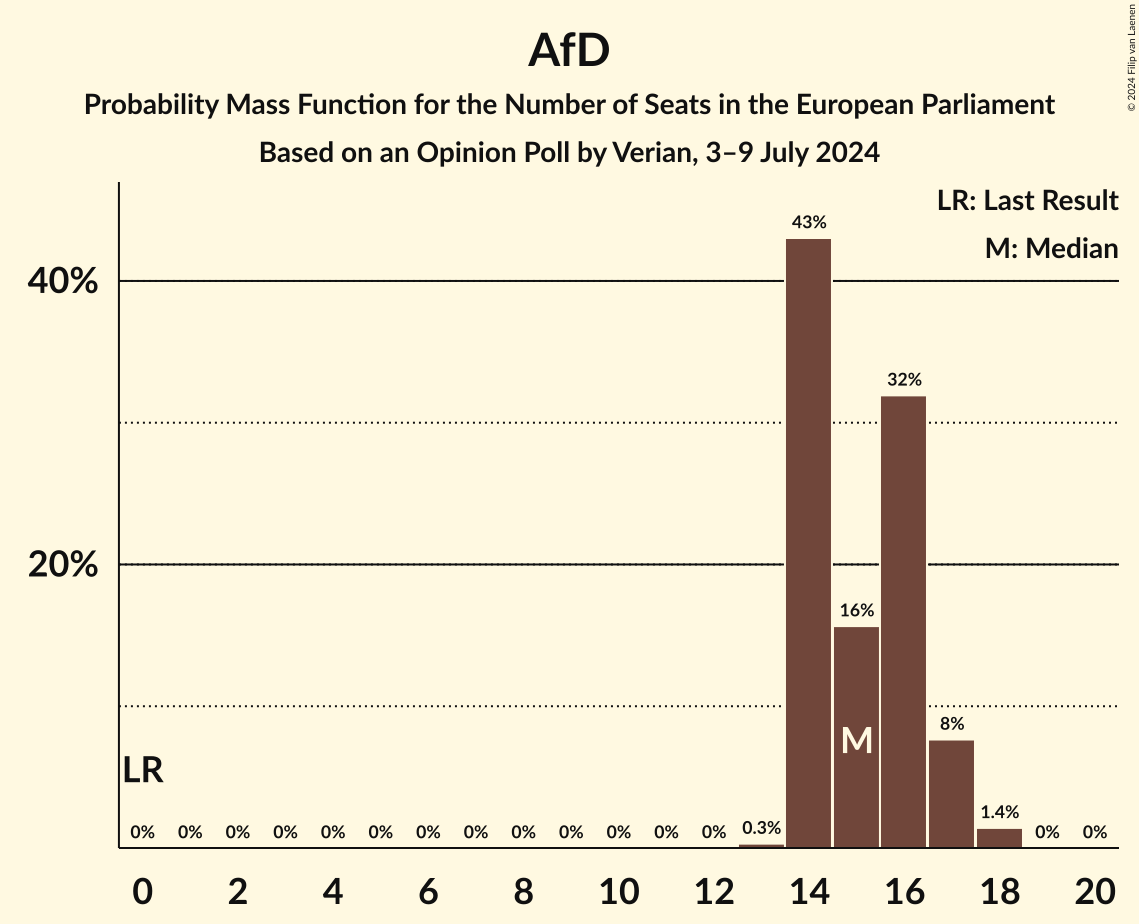 AfD
Probability Mass Function for the Number of Seats in the European Parliament
Based on an Opinion Poll by Verian, 3–9 July 2024
© 2024 Filip van Laenen
LR: Last Result
M: Median
43%
40%
32%
20%
16%
8%
M
LR
0% 0% 0% 0% 0% 0% 0% 0% 0% 0% 0% 0% 0% 0.3% 1.4% 0% 0%
0 2 4 6 8 10 12 14 16 18 20